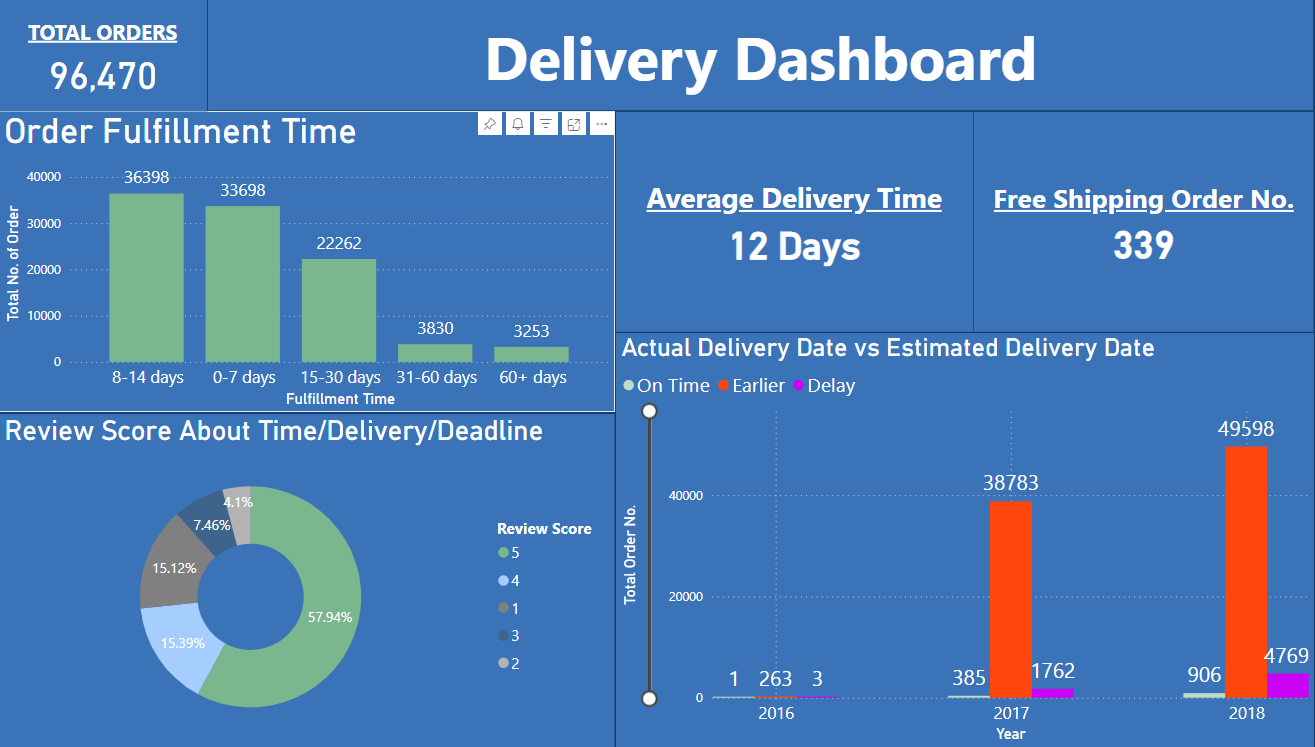 TOTAL ORDERS
96,470
Delivery Dashboard
Order Fulfillment Time
Total No. of Order
40000
30000
20000
10000
0
36398
33698
22262
3830
3253
8-14 days
0-7 days
15-30 days
31-60 days
60+ days
Fulfillment Time
Average Delivery Time
12 Days
Free Shipping Order No.
339
Review Score About Time/Delivery/Deadline
4.1%
7.46%
15.12%
15.39%
57.94%
Review Score
5
4
1
3
2
Actual Delivery Date vs Estimated Delivery Date
On Time Earlier Delay
Total Order No.
40000
20000
0
1 263 3
385 38783 1762
906 49598 4769
2016 2017 2018
Year